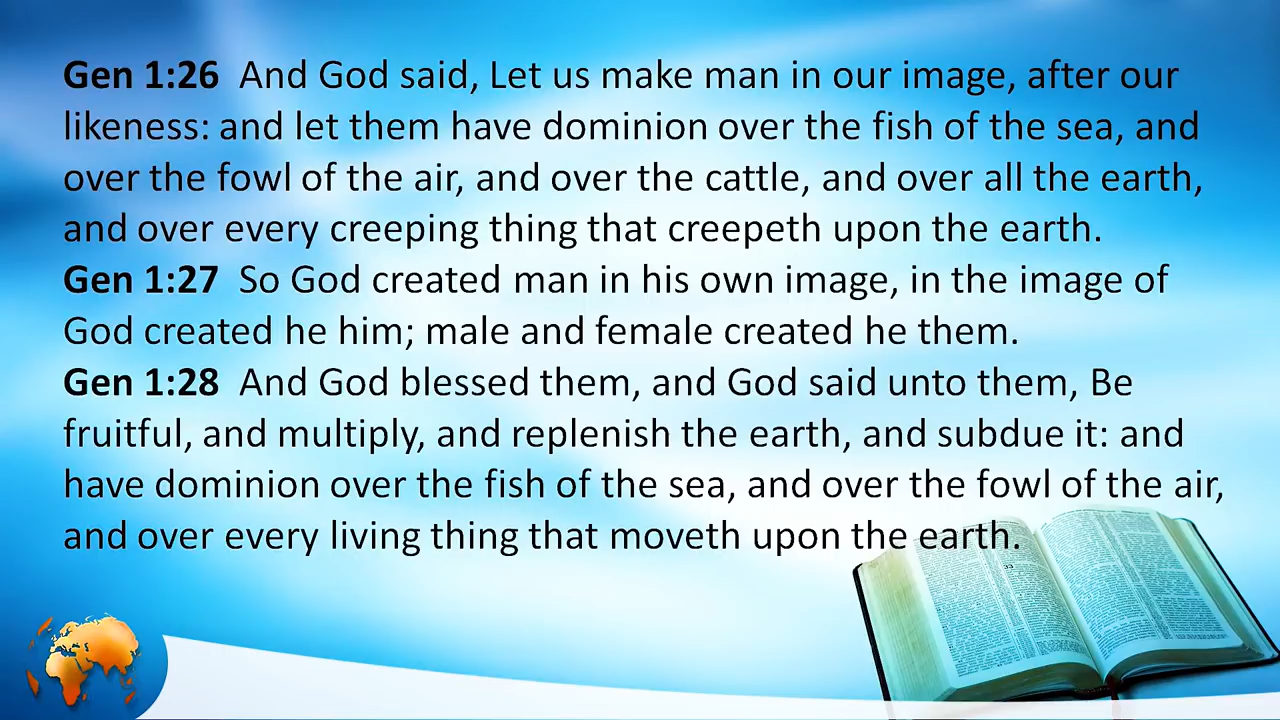 Gen 1:26 And God said, Let us make man in our image, after our
likeness: and let them have dominion over the fish of the sea, and
over the fowl of the air, and over the cattle, and over all the earth,
and over every creeping thing that creepeth upon the earth.
Gen 1:27 So God created man in his own image, in the image of
God created he him; male and female created he them.
Gen 1:28 And God blessed them, and God said unto them, Be
fruitful, and multiply, and replenish the earth, and subdue it: and
have dominion over the fish of the sea, and over the fowl of the air,
and over every living thing that moveth upon the earth.